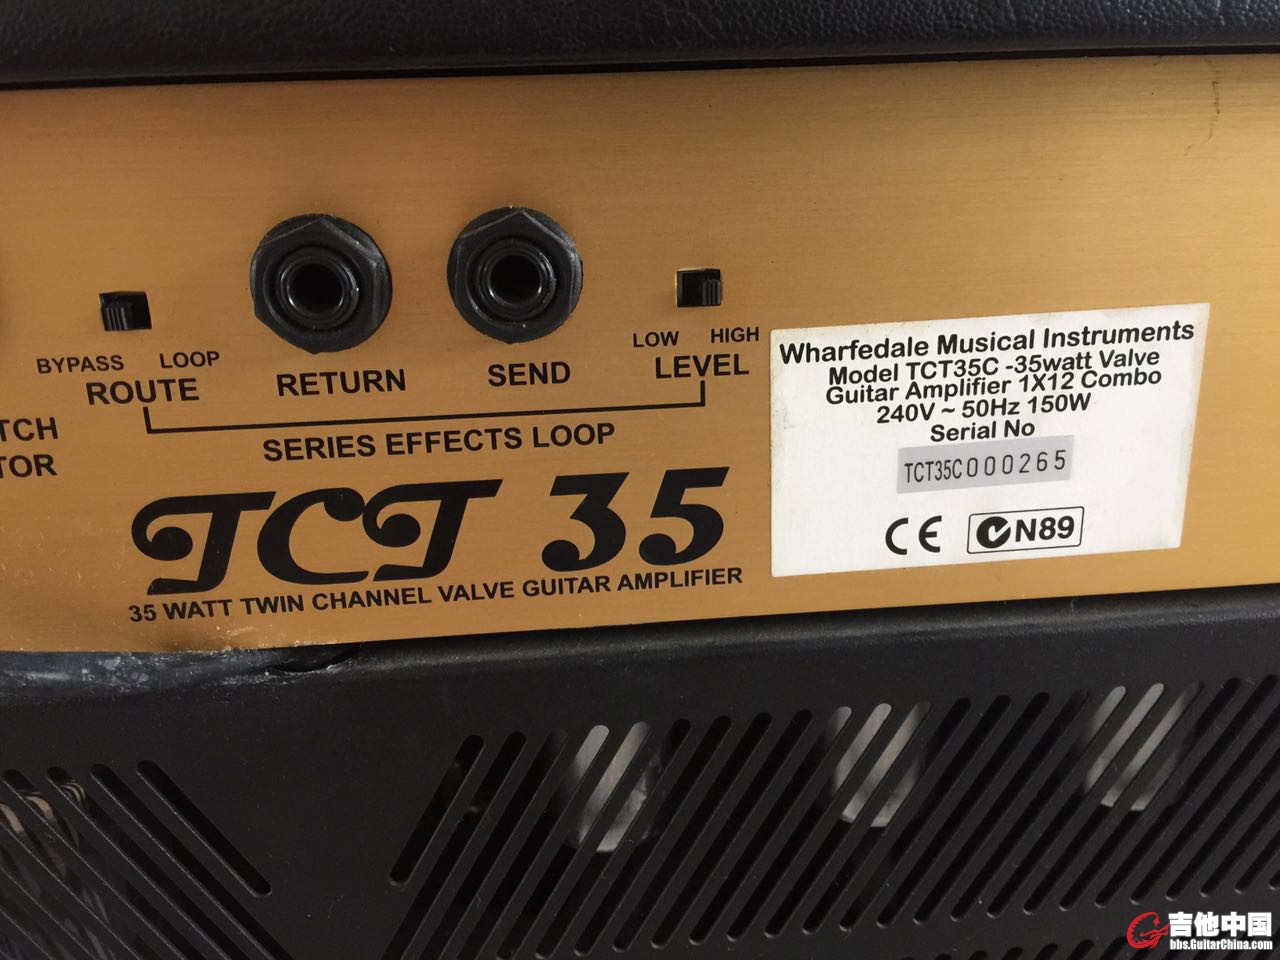 BYPASS LOOP
ROUTE
RETURN
SEND
LOW HIGH
LEVEL
SERIES EFFECTS LOOP
TCH
TOR
TCT 35
35 WATT TWIN CHANNEL VALVE GUITAR AMPLIFIER
Wharfedale Musical Instruments
Model TCT35C -35watt Valve
Guitar Amplifier 1X12 Combo
240V ~ 50Hz 150W
Serial No
TCT35C000265
CE N89
吉他中国
bbs.GuitarChina.com